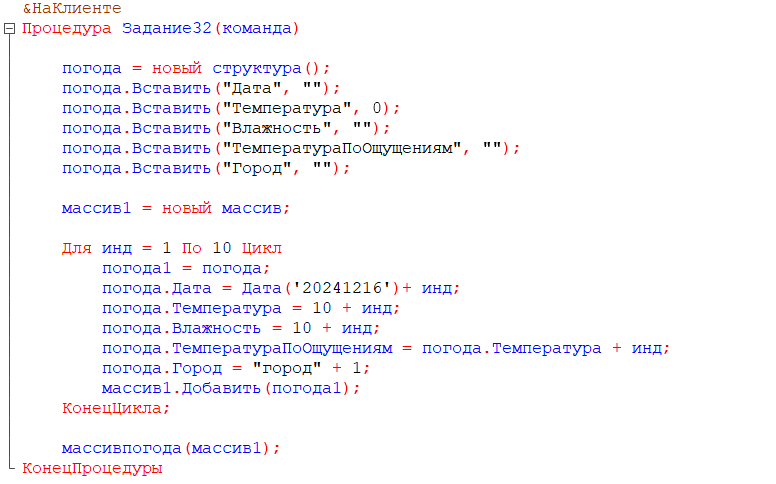 &НаКлиенте
Процедура Задание32(команда)
погода = новый структура();
погода.Вставить("Дата", "");
погода.Вставить("Температура", 0);
погода.Вставить("Влажность", "");
погода.Вставить("ТемператураПоОщущениям", "");
погода.Вставить("Город", "");
массив1 = новый массив;
Для инд = 1 По 10 Цикл
погода1 = погода;
погода.Дата = Дата('20241216')+ инд;
погода.Температура = 10 + инд;
погода.Влажность = 10 + инд;
погода.ТемператураПоОщущениям = погода.Температура + инд;
погода.Город = "город" + 1;
массив1.Добавить(погода1);
КонецЦикла;
массивпогода(массив1);
КонецПроцедуры